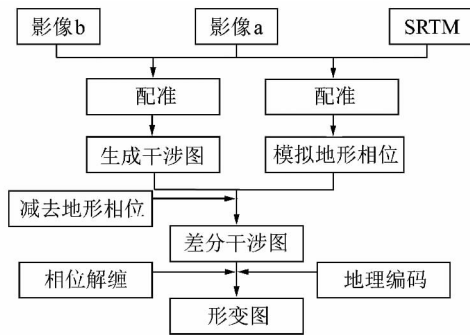 影像b
影像a
SRTM
配准
配准
生成干涉图
模拟地形相位
减去地形相位
差分干涉图
相位解缠
地理编码
形变图